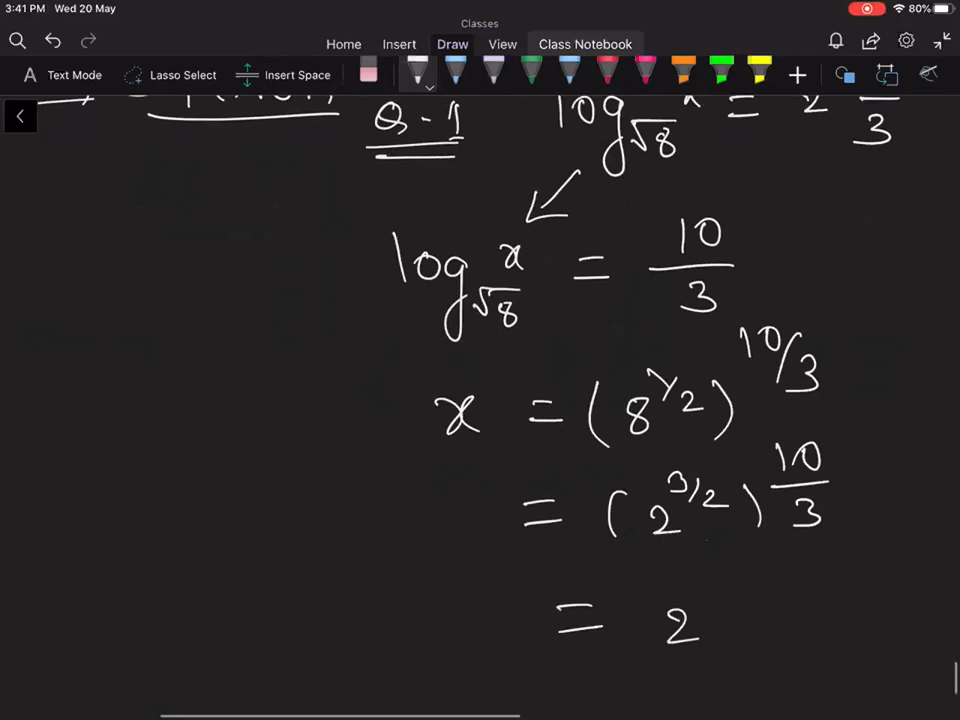 3:41 PM Wed 20 May 80%
Classes
Home Insert Draw View Class Notebook
Text Mode Lasso Select Insert Space
Q - 1 log√8 x = 2 /3
log√8 x = 10/3
x = (8^1/2)^10/3
= (2^3/2)^10/3
= 2